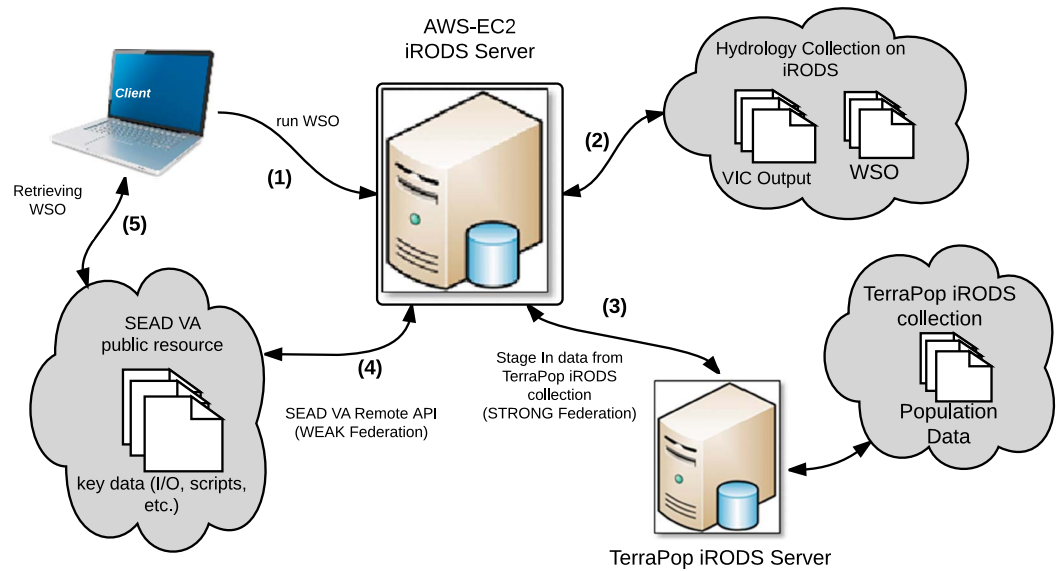 AWS-EC2
iRODS Server
Client
run WSO
(1)
(2)
Hydrology Collection on
iRODS
VIC Output
WSO
Retrieving
WSO
(5)
SEAD VA
public resource
key data (I/O, scripts,
etc.)
(4)
SEAD VA Remote API
(WEAK Federation)
(3)
Stage In data from
TerraPop iRODS
collection
(STRONG Federation)
TerraPop iRODS
collection
Population
Data
TerraPop iRODS Server